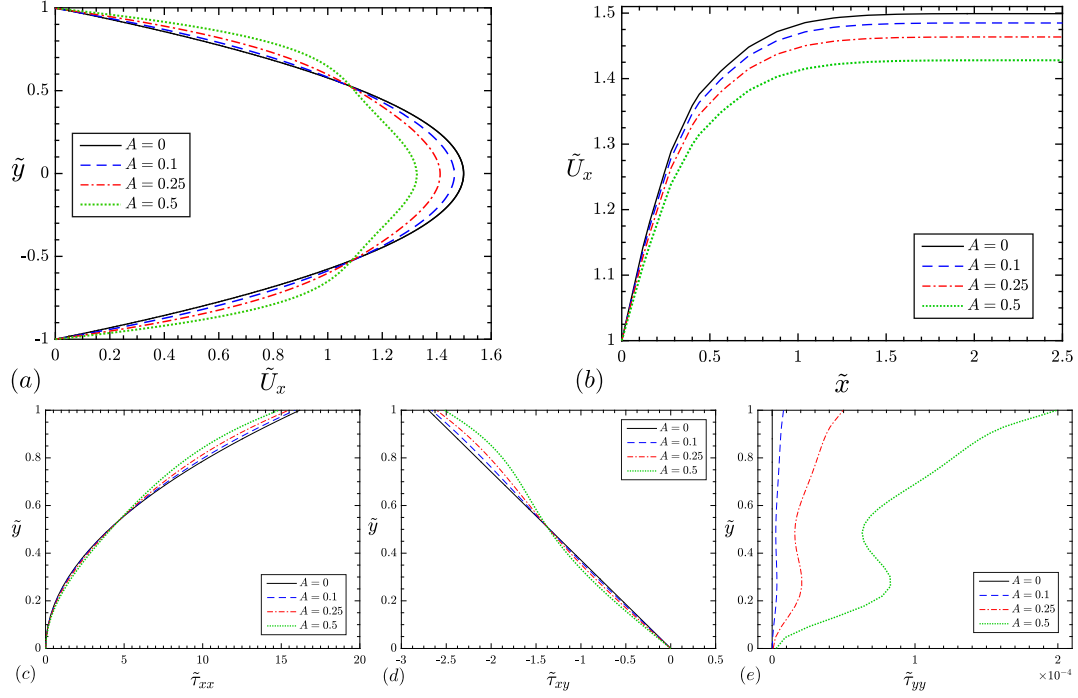 1
0.5
0
-0.5
-1
ỹ
A = 0
A = 0.1
A = 0.25
A = 0.5
0 0.2 0.4 0.6 0.8 1 1.2 1.4 1.6
(a) Ũₓ
1.5
1.4
1.3
1.2
1.1
1
Ũₓ
A = 0
A = 0.1
A = 0.25
A = 0.5
0 0.5 1 1.5 2 2.5
(b) x̃
1
0.8
0.6
0.4
0.2
0
ỹ
A = 0
A = 0.1
A = 0.25
A = 0.5
0 5 10 15 20
(c) τ̃ₓₓ
1
0.8
0.6
0.4
0.2
0
ỹ
A = 0
A = 0.1
A = 0.25
A = 0.5
-3 -2.5 -2 -1.5 -1 -0.5 0 0.5
(d) τ̃_{xy}
1
0.8
0.6
0.4
0.2
0
ỹ
A = 0
A = 0.1
A = 0.25
A = 0.5
0 1 2
×10⁻⁴
(e) τ̃_{yy}